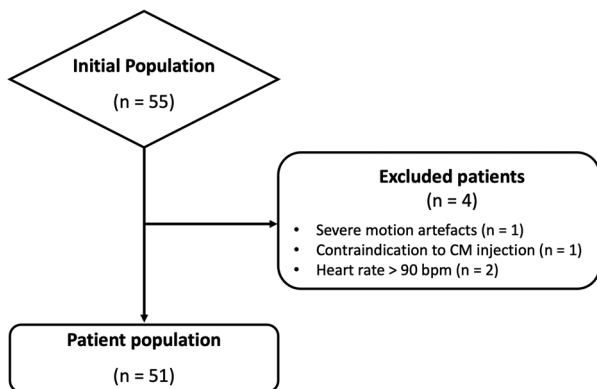 Initial Population
(n = 55)
Excluded patients
(n = 4)
• Severe motion artefacts (n = 1)
• Contraindication to CM injection (n = 1)
• Heart rate > 90 bpm (n = 2)
Patient population
(n = 51)